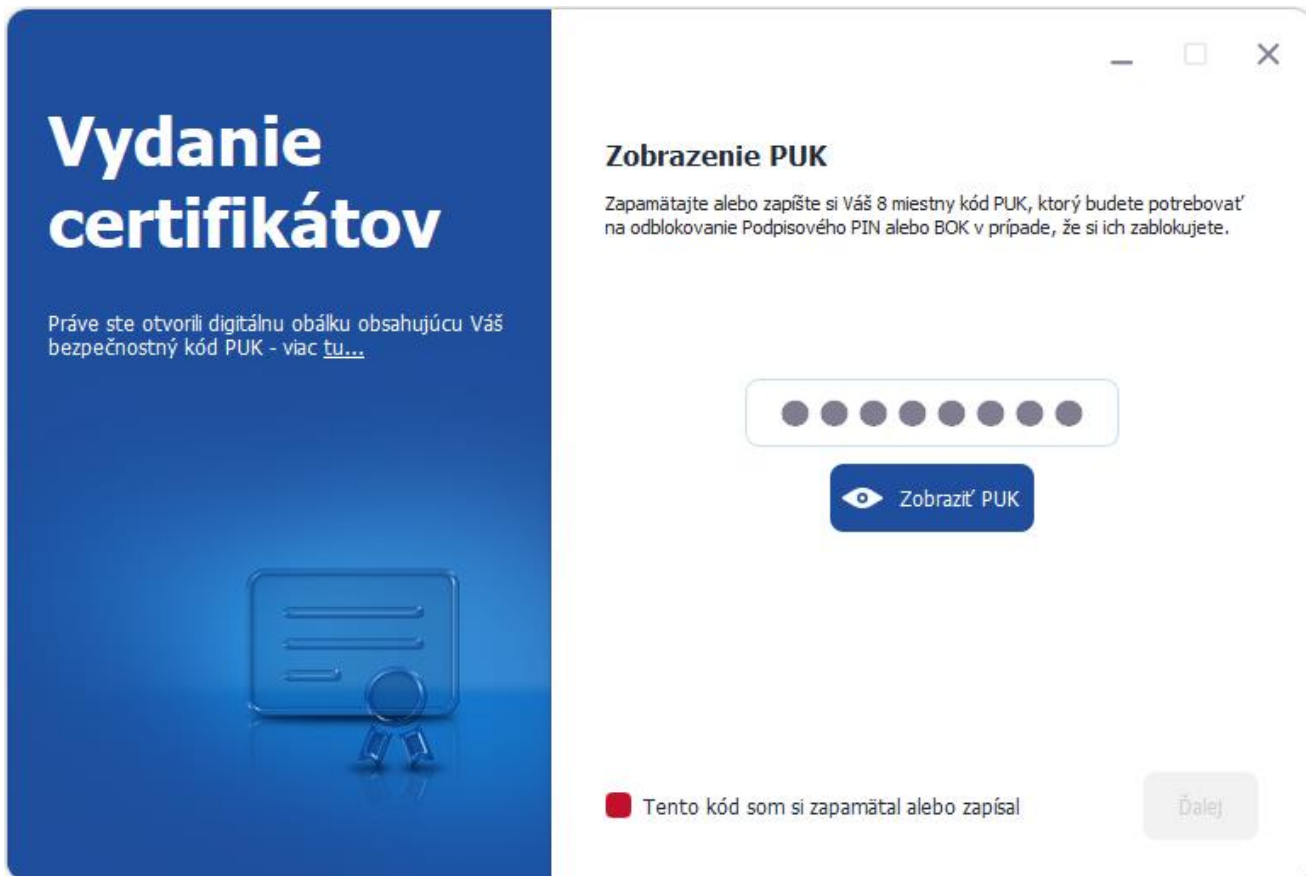 Vydanie
certifikátov
Práve ste otvorili digitálnu obálku obsahujúcu Váš
bezpečnostný kód PUK - viac tu...
Zobrazenie PUK
Zapamätajte alebo zapíšte si Váš 8 miestny kód PUK, ktorý budete potrebovať
na odblokovanie Podpisového PIN alebo BOK v prípade, že si ich zablokujete.
Zobraziť PUK
Tento kód som si zapamätal alebo zapísal
Ďalej